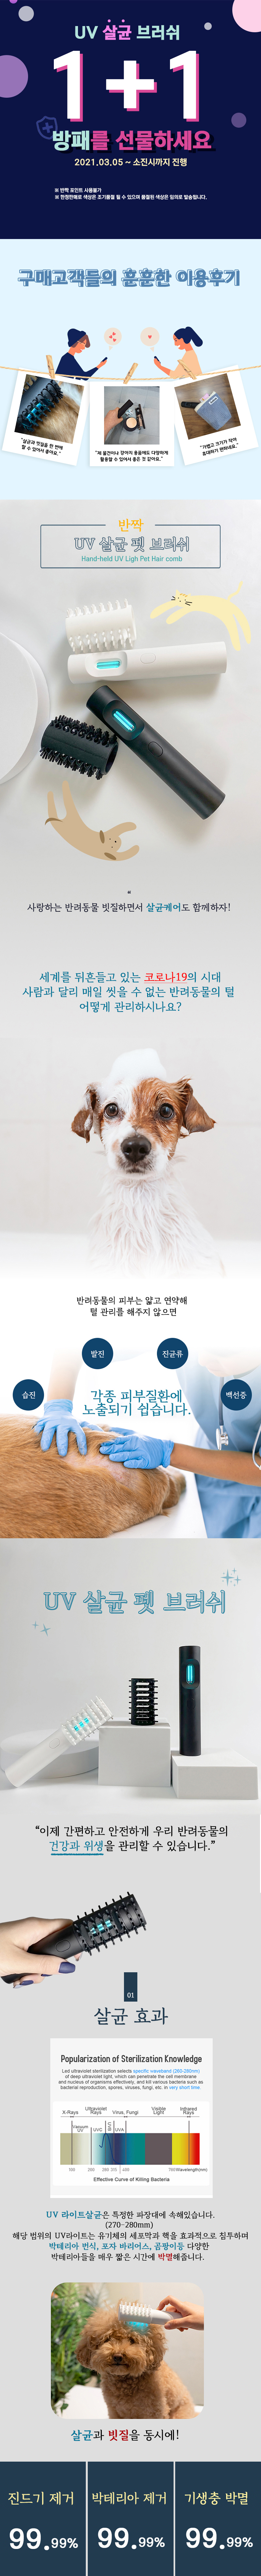 UV 살균 브러쉬
1+1
방패를 선물하세요
2021.03.05 ~ 소진시까지 진행
※ 반짝 포인트 사용불가
※ 한정판매로 색상은 조기품절 될 수 있으며 품절된 색상은 임의로 발송됩니다.
구매고객들의 훈훈한 이용후기
"살균과 빗질을 한 번에
할 수 있어서 좋아요."
"제 물건이나 강아지 용품에도 다양하게
활용할 수 있어서 좋은 것 같아요."
"가볍고 크기가 작아
휴대하기 편하네요."
반짝
UV 살균 펫 브러쉬
Hand-held UV Ligh Pet Hair comb
“
사랑하는 반려동물 빗질하면서 살균케어도 함께하자!
세계를 뒤흔들고 있는 코로나19의 시대
사람과 달리 매일 씻을 수 없는 반려동물의 털
어떻게 관리하시나요?
반려동물의 피부는 얇고 연약해
털 관리를 해주지 않으면
발진
진균류
습진
백선증
각종 피부질환에
노출되기 쉽습니다.
UV 살균 펫 브러쉬
“이제 간편하고 안전하게 우리 반려동물의
건강과 위생을 관리할 수 있습니다.”
01
살균 효과
Popularization of Sterilization Knowledge
Led ultraviolet sterilization selects specific waveband (260-280nm)
of deep ultraviolet light, which can penetrate the cell membrane
and nucleus of organisms effectively, and kill various bacteria such as
bacterial reproduction, spores, viruses, fungi, etc. in very short time.
X-Rays
Ultraviolet
Rays
Virus, Fungi
Visible
Light
Infrared
Rays
Vacuum
UV
UVC
UVB
UVA
Effective Curve of Killing Bacteria
UV 라이트살균은 특정한 파장대에 속해있습니다.
(270-280mm)
해당 범위의 UV라이트는 유기체의 세포막과 핵을 효과적으로 침투하며
박테리아 번식, 포자 바리어스, 곰팡이등 다양한
박테리아들을 매우 짧은 시간에 박멸해줍니다.
살균과 빗질을 동시에!
진드기 제거
박테리아 제거
기생충 박멸
99.99%
99.99%
99.99%